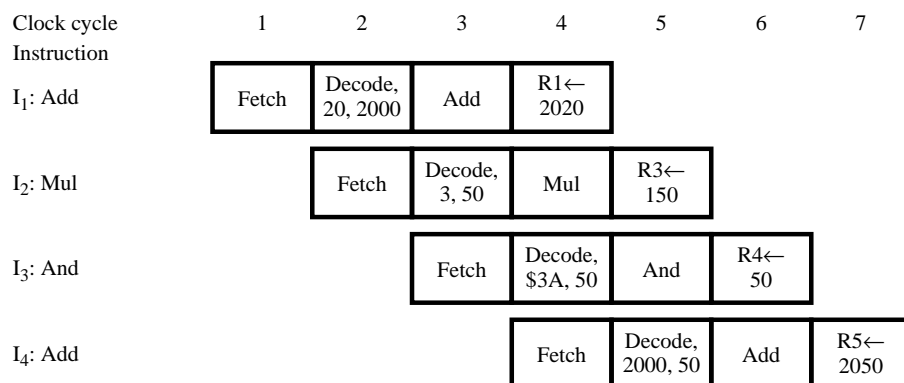 Clock cycle 1 2 3 4 5 6 7
Instruction
I1: Add Fetch Decode, 20, 2000 Add R1← 2020
I2: Mul Fetch Decode, 3, 50 Mul R3← 150
I3: And Fetch Decode, $3A, 50 And R4← 50
I4: Add Fetch Decode, 2000, 50 Add R5← 2050